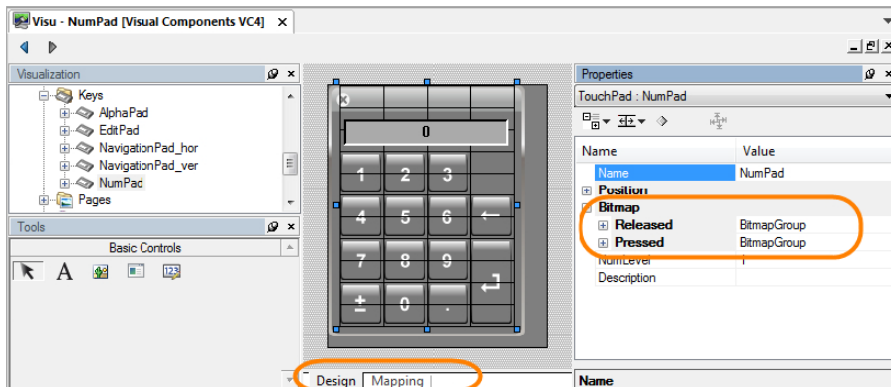 Visu - NumPad [Visual Components VC4]
Visualization
Keys
AlphaPad
EditPad
NavigationPad_hor
NavigationPad_ver
NumPad
Pages
Tools
Basic Controls
A
123
0
1 2 3
4 5 6 ←
7 8 9
± 0 .
Design Mapping
Properties
TouchPad : NumPad
Name Value
Name NumPad
Position
Bitmap
Released BitmapGroup
Pressed BitmapGroup
NumLevel 1
Description
Name